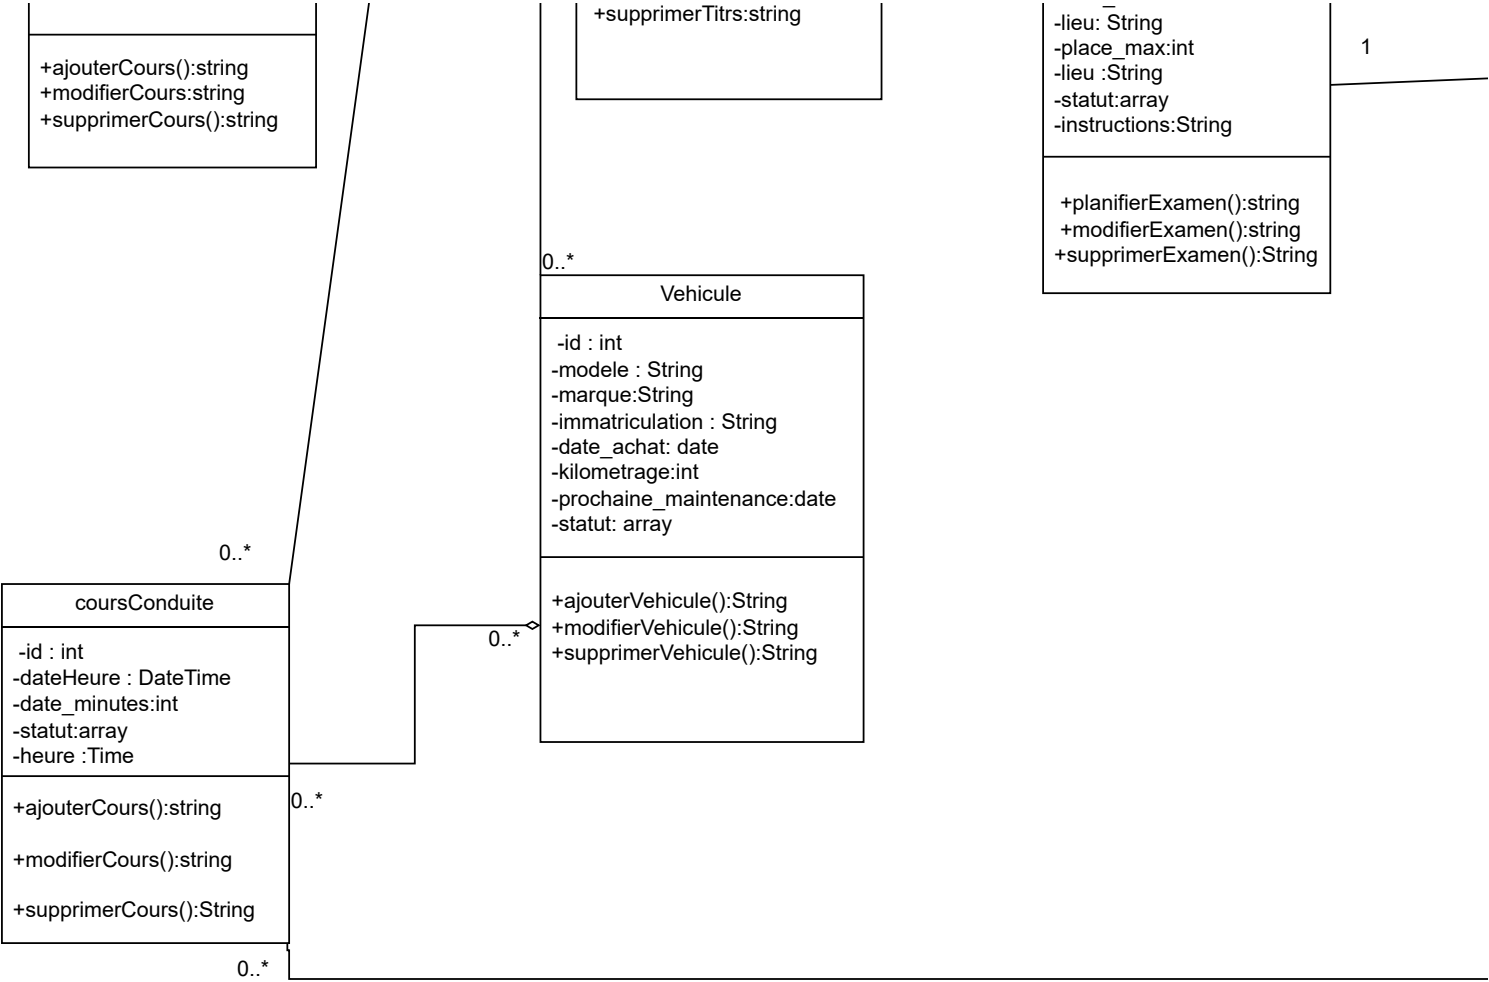 +ajouterCours():string
+modifierCours:string
+supprimerCours():string
+supprimerTitrs:string
-lieu: String
-place_max:int
-lieu :String
-statut:array
-instructions:String
+planifierExamen():string
+modifierExamen():string
+supprimerExamen():String
1
0..*
Vehicule
-id : int
-modele : String
-marque:String
-immatriculation : String
-date_achat: date
-kilometrage:int
-prochaine_maintenance:date
-statut: array
+ajouterVehicule():String
+modifierVehicule():String
+supprimerVehicule():String
0..*
0..*
coursConduite
-id : int
-dateHeure : DateTime
-date_minutes:int
-statut:array
-heure :Time
+ajouterCours():string
+modifierCours():string
+supprimerCours():String
0..*
0..*